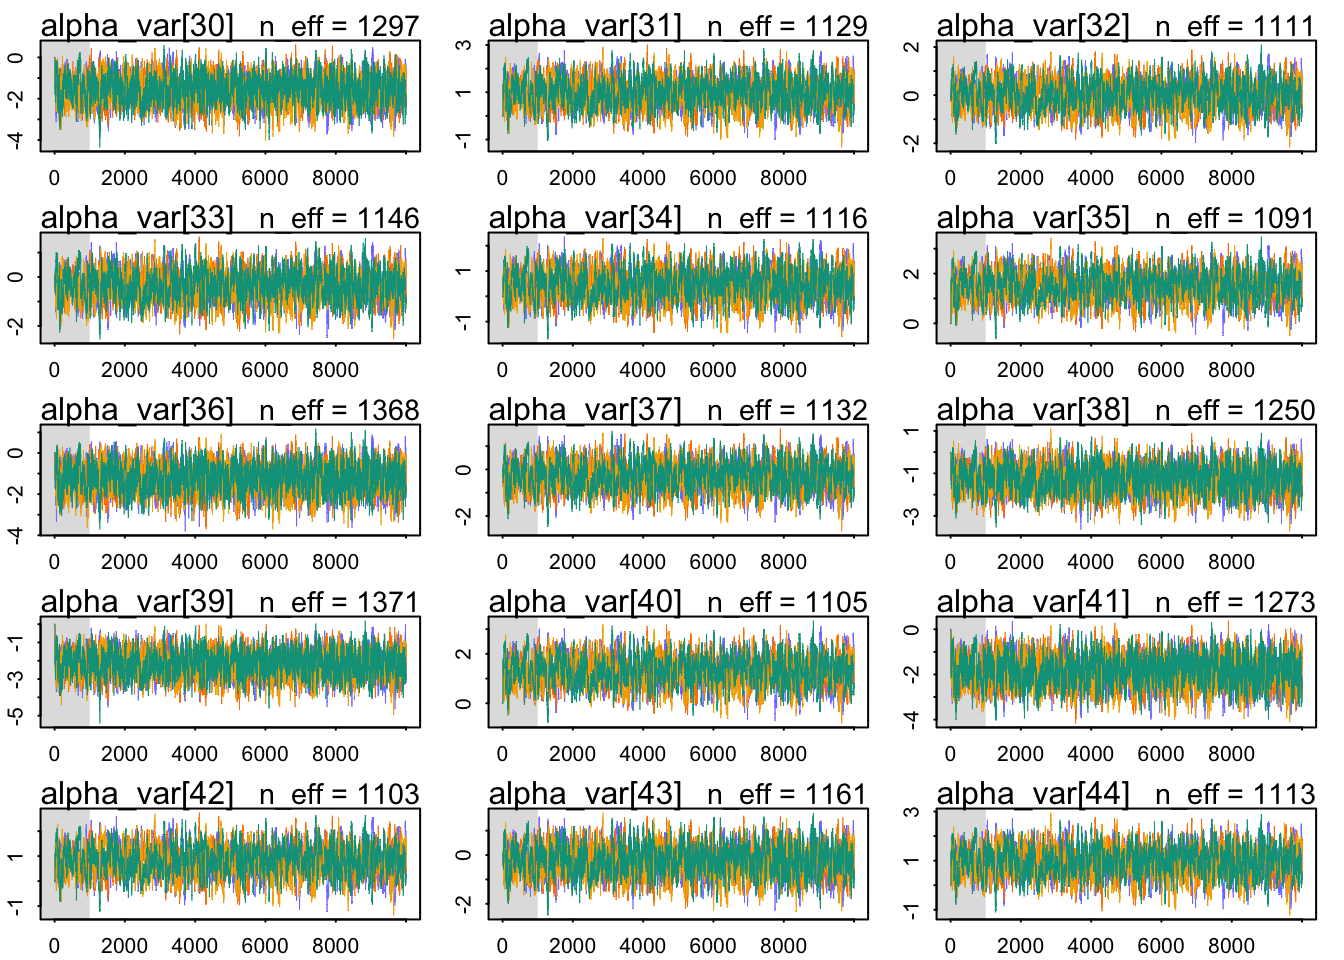 alpha_var[30] n_eff = 1297 alpha_var[31] n_eff = 1129 alpha_var[32] n_eff = 1111
0 -2 -4 3 1 -1 2 0 -2
0 2000 4000 6000 8000 0 2000 4000 6000 8000 0 2000 4000 6000 8000
alpha_var[33] n_eff = 1146 alpha_var[34] n_eff = 1116 alpha_var[35] n_eff = 1091
0 -2 1 -1 2 0
0 2000 4000 6000 8000 0 2000 4000 6000 8000 0 2000 4000 6000 8000
alpha_var[36] n_eff = 1368 alpha_var[37] n_eff = 1132 alpha_var[38] n_eff = 1250
0 -2 -4 0 -2 1 -1 -3
0 2000 4000 6000 8000 0 2000 4000 6000 8000 0 2000 4000 6000 8000
alpha_var[39] n_eff = 1371 alpha_var[40] n_eff = 1105 alpha_var[41] n_eff = 1273
-1 -3 -5 2 0 0 -2 -4
0 2000 4000 6000 8000 0 2000 4000 6000 8000 0 2000 4000 6000 8000
alpha_var[42] n_eff = 1103 alpha_var[43] n_eff = 1161 alpha_var[44] n_eff = 1113
1 -1 0 -2 3 1 -1
0 2000 4000 6000 8000 0 2000 4000 6000 8000 0 2000 4000 6000 8000